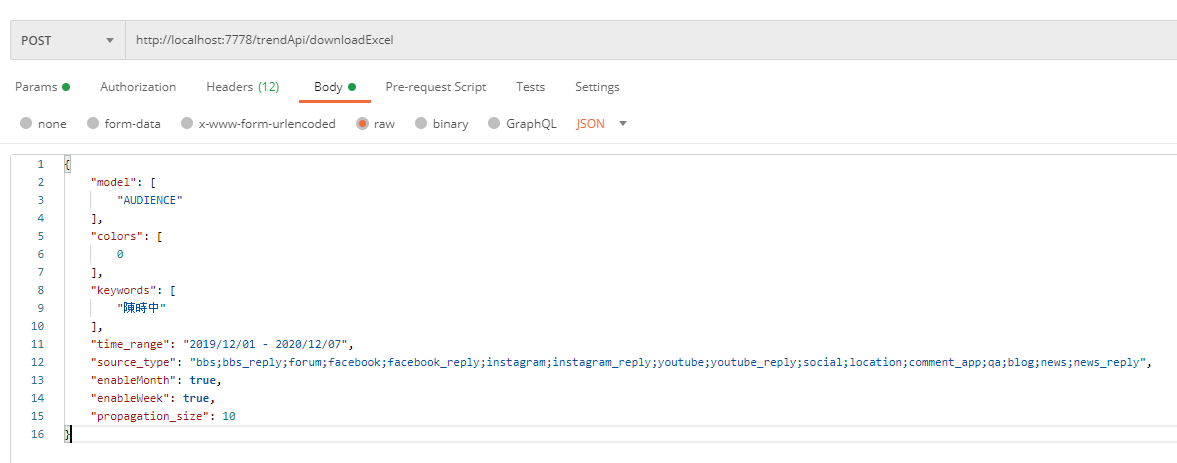 POST http://localhost:7778/trendApi/downloadExcel
Params Authorization Headers (12) Body Pre-request Script Tests Settings
none form-data x-www-form-urlencoded raw binary GraphQL JSON
1 {
2 "model": [
3 "AUDIENCE"
4 ],
5 "colors": [
6 0
7 ],
8 "keywords": [
9 "陳時中"
10 ],
11 "time_range": "2019/12/01 - 2020/12/07",
12 "source_type": "bbs;bbs_reply;forum;facebook;facebook_reply;instagram;instagram_reply;youtube;youtube_reply;social;location;comment_app;qa;blog;news;news_reply",
13 "enableMonth": true,
14 "enableWeek": true,
15 "propagation_size": 10
16 }